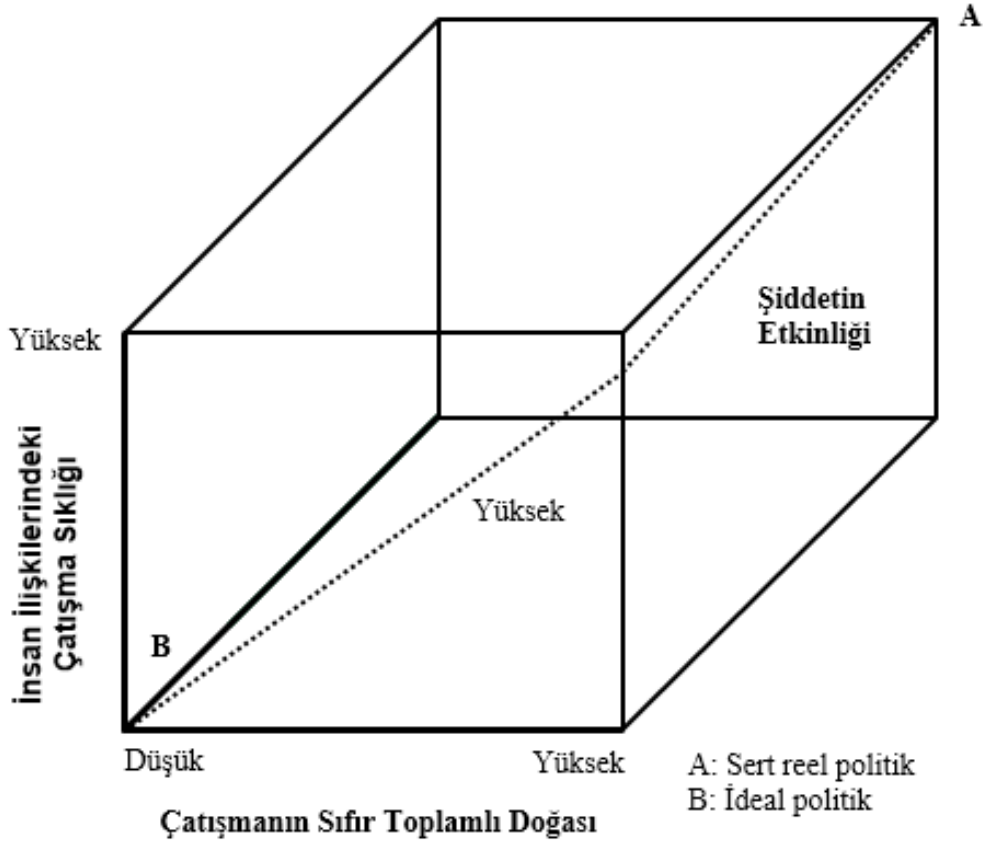 A
Şiddetin
Etkinliği
Yüksek
İnsan İlişkilerindeki
Çatışma Sıklığı
Yüksek
B
Düşük
Yüksek
A: Sert reel politik
B: İdeal politik
Çatışmanın Sıfır Toplamlı Doğası